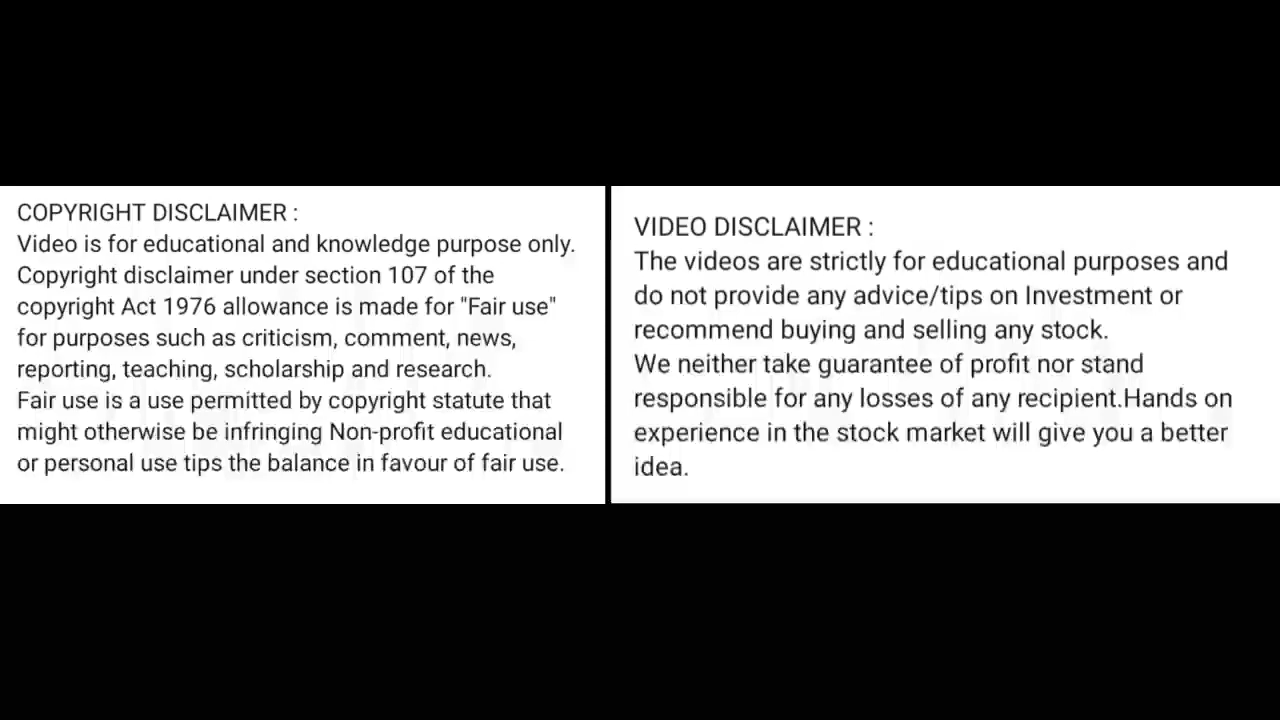 COPYRIGHT DISCLAIMER :
Video is for educational and knowledge purpose only.
Copyright disclaimer under section 107 of the
copyright Act 1976 allowance is made for "Fair use"
for purposes such as criticism, comment, news,
reporting, teaching, scholarship and research.
Fair use is a use permitted by copyright statute that
might otherwise be infringing Non-profit educational
or personal use tips the balance in favour of fair use.
VIDEO DISCLAIMER :
The videos are strictly for educational purposes and
do not provide any advice/tips on Investment or
recommend buying and selling any stock.
We neither take guarantee of profit nor stand
responsible for any losses of any recipient.Hands on
experience in the stock market will give you a better
idea.